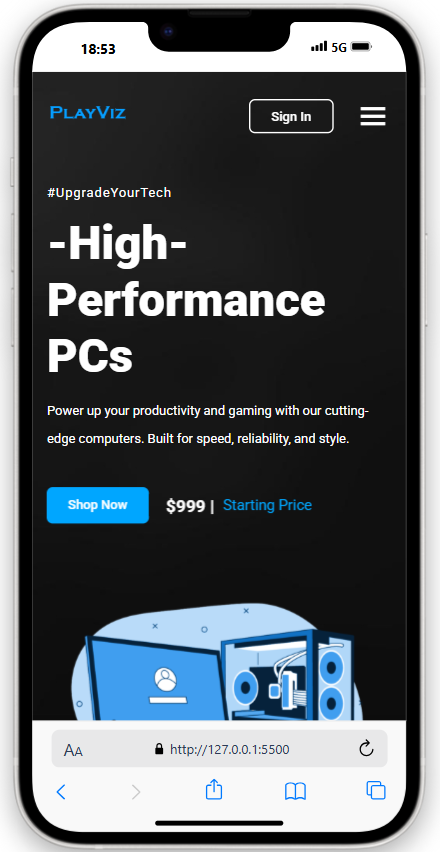 18:53
5G
PlayViz
Sign In
#UpgradeYourTech
-High-
Performance
PCs
Power up your productivity and gaming with our cutting-
edge computers. Built for speed, reliability, and style.
Shop Now
$999 | Starting Price
AA
http://127.0.0.1:5500